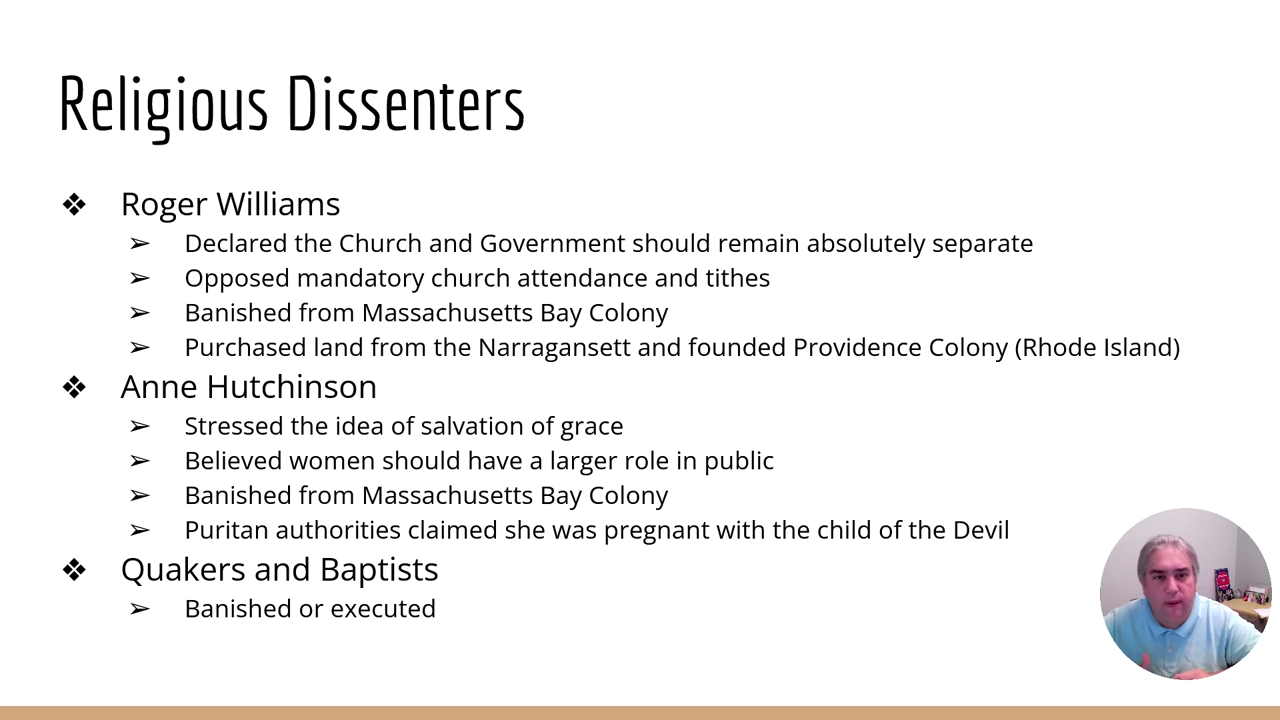 Religious Dissenters
❖ Roger Williams
➢ Declared the Church and Government should remain absolutely separate
➢ Opposed mandatory church attendance and tithes
➢ Banished from Massachusetts Bay Colony
➢ Purchased land from the Narragansett and founded Providence Colony (Rhode Island)
❖ Anne Hutchinson
➢ Stressed the idea of salvation of grace
➢ Believed women should have a larger role in public
➢ Banished from Massachusetts Bay Colony
➢ Puritan authorities claimed she was pregnant with the child of the Devil
❖ Quakers and Baptists
➢ Banished or executed